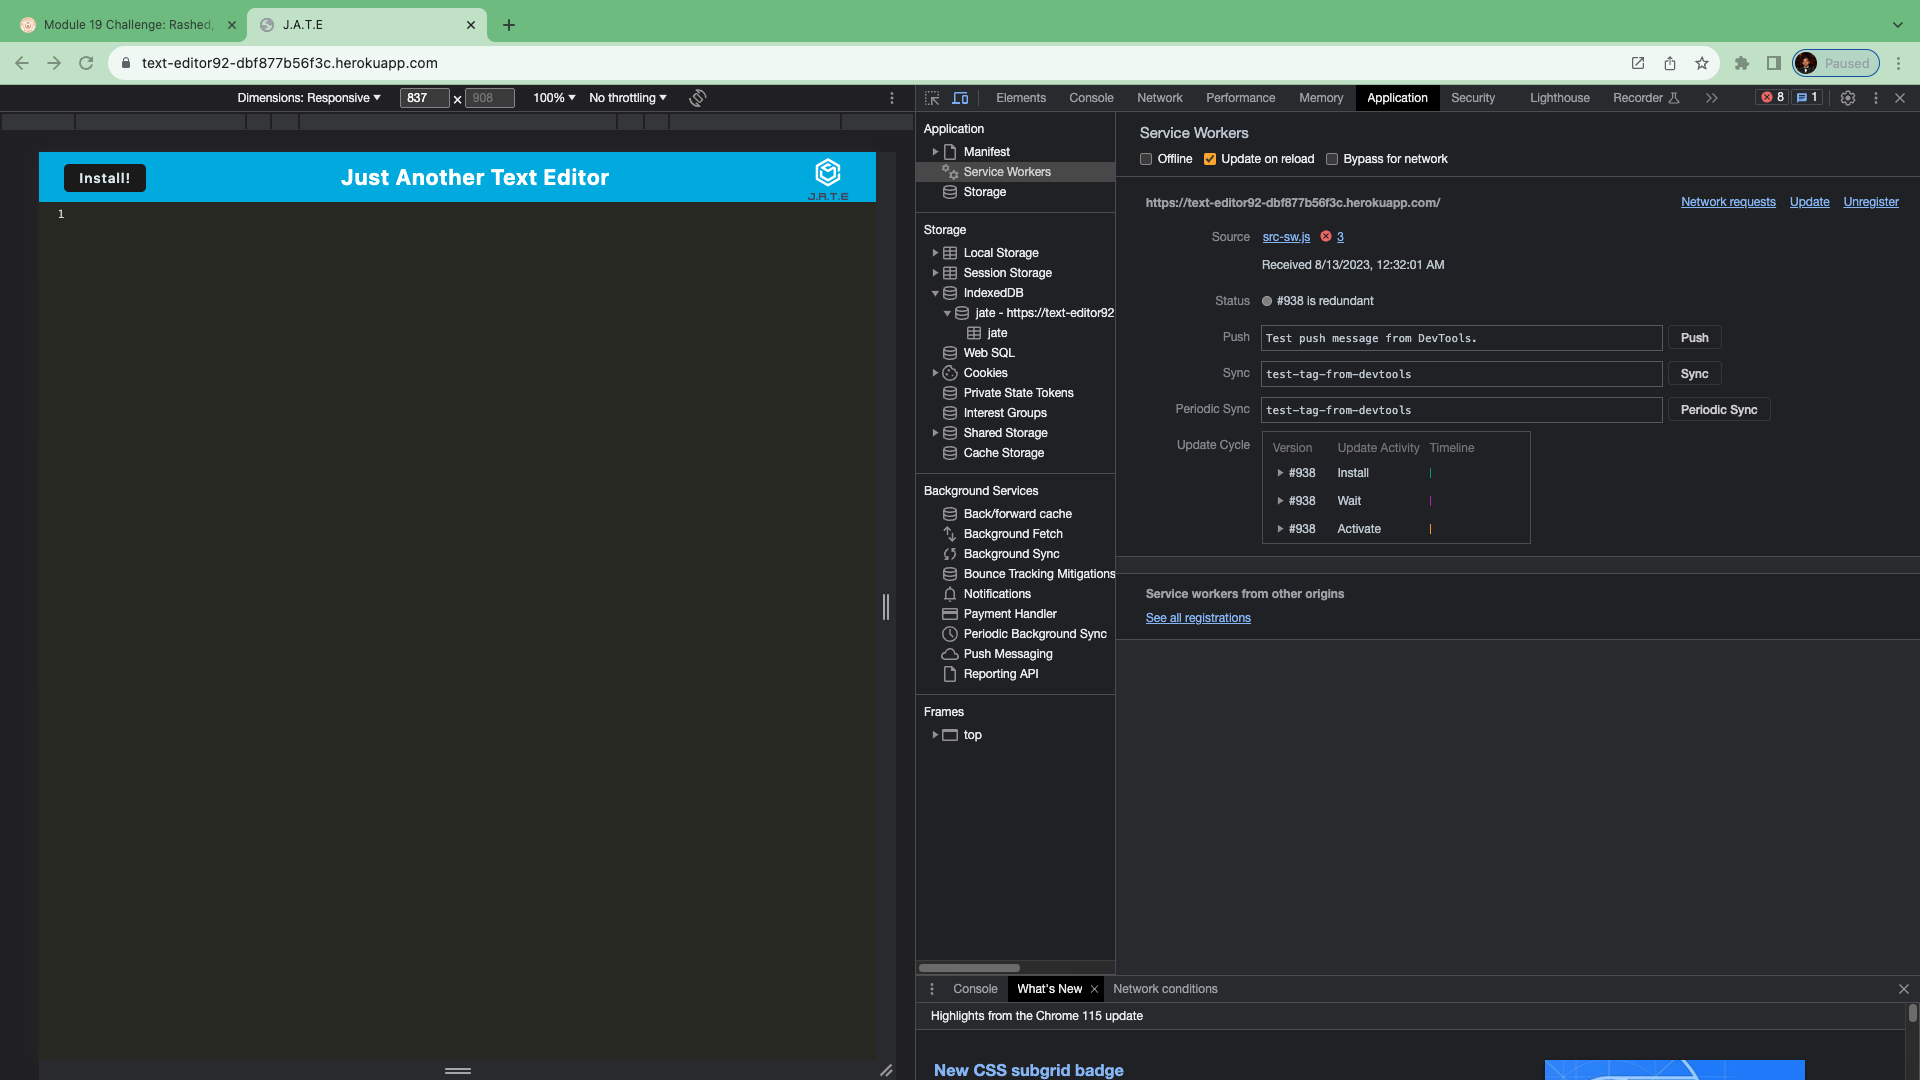 Module 19 Challenge: Rashed,
J.A.T.E
text-editor92-dbf877b56f3c.herokuapp.com
Paused
Dimensions: Responsive 837 × 908 100% No throttling
Install!
Just Another Text Editor
J.A.T.E
1
Elements Console Network Performance Memory Application Security Lighthouse Recorder 8 1
Application
Manifest
Service Workers
Storage
Storage
Local Storage
Session Storage
IndexedDB
jate - https://text-editor92
jate
Web SQL
Cookies
Private State Tokens
Interest Groups
Shared Storage
Cache Storage
Background Services
Back/forward cache
Background Fetch
Background Sync
Bounce Tracking Mitigations
Notifications
Payment Handler
Periodic Background Sync
Push Messaging
Reporting API
Frames
top
Service Workers
Offline Update on reload Bypass for network
https://text-editor92-dbf877b56f3c.herokuapp.com/ Network requests Update Unregister
Source src-sw.js 3
Received 8/13/2023, 12:32:01 AM
Status #938 is redundant
Push Test push message from DevTools. Push
Sync test-tag-from-devtools Sync
Periodic Sync test-tag-from-devtools Periodic Sync
Update Cycle Version Update Activity Timeline
#938 Install
#938 Wait
#938 Activate
Service workers from other origins
See all registrations
Console What's New Network conditions
Highlights from the Chrome 115 update
New CSS subgrid badge